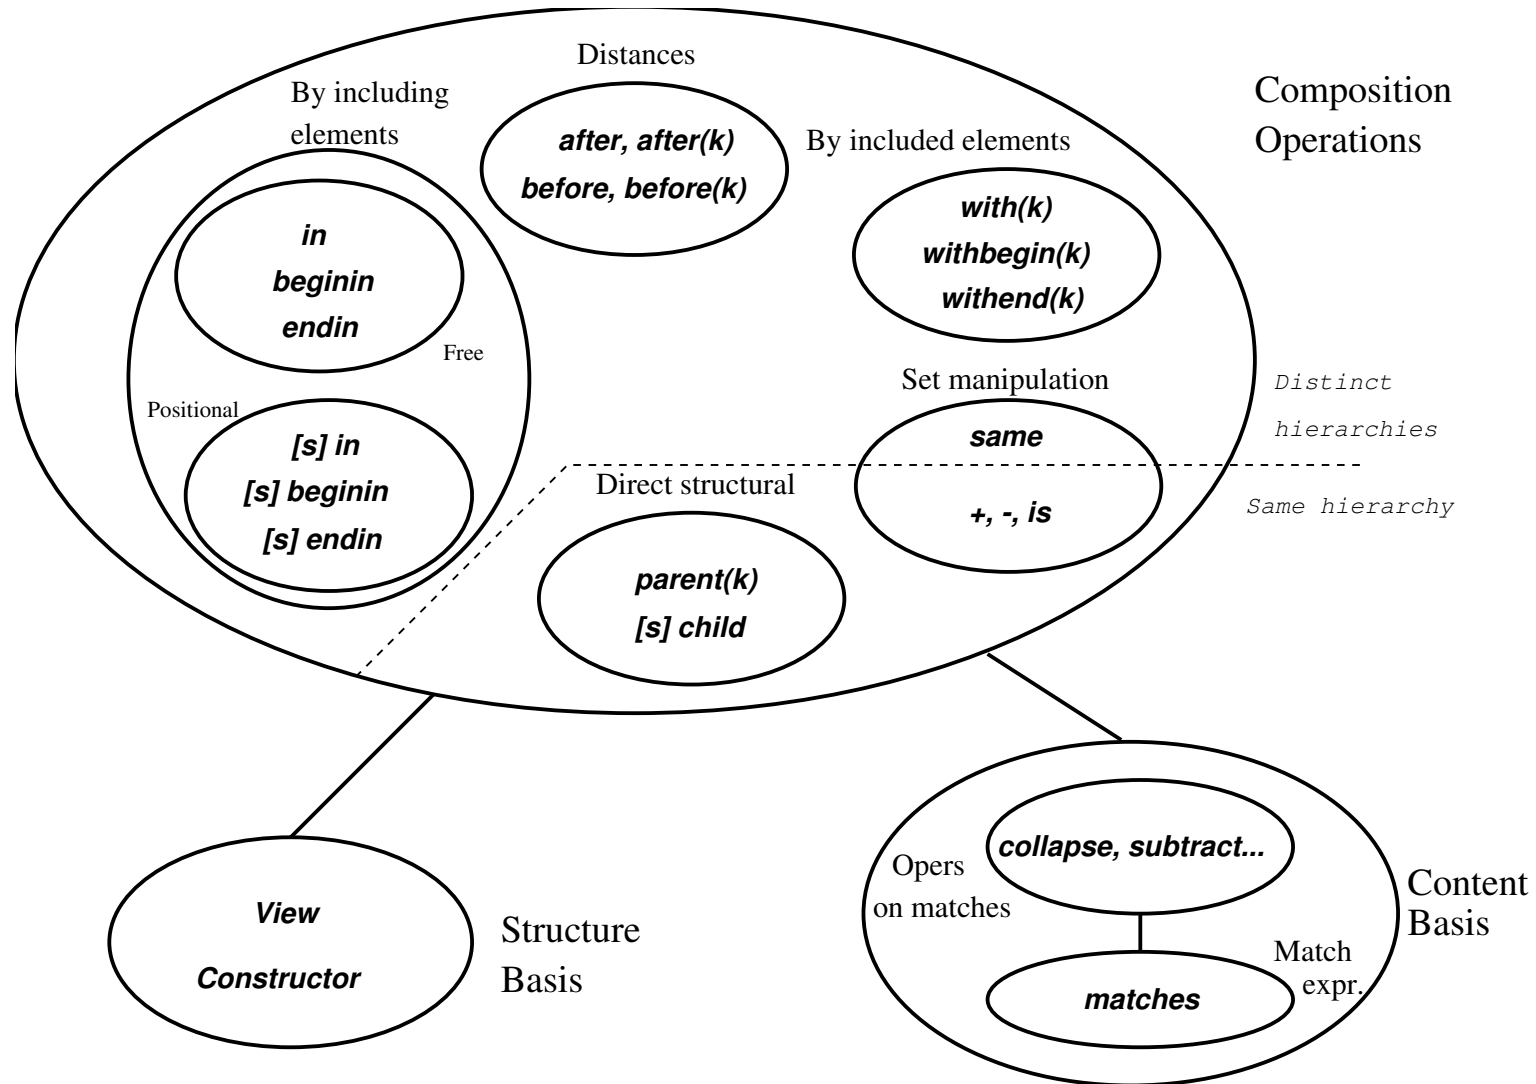 Distances
By including
elements
after, after(k)
before, before(k)
By included elements
Composition
Operations
in
beginin
endin
Free
with(k)
withbegin(k)
withend(k)
Positional
[s] in
[s] beginin
[s] endin
Set manipulation
same
+, -, is
Distinct
hierarchies
Same hierarchy
Direct structural
parent(k)
[s] child
View
Constructor
Structure
Basis
collapse, subtract...
Opers
on matches
Match
expr.
matches
Content
Basis